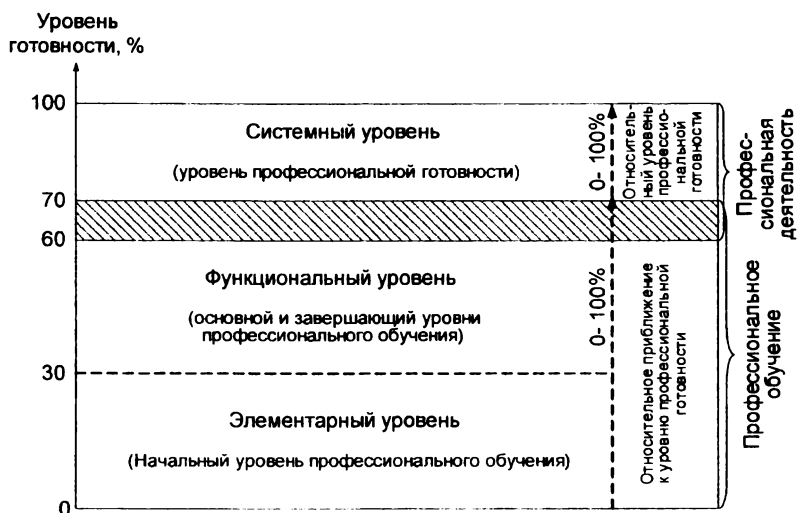 Уровень
готовности, %
100
70
60
30
0
Системный уровень
(уровень профессиональной готовности)
Функциональный уровень
(основной и завершающий уровни
профессионального обучения)
Элементарный уровень
(Начальный уровень профессионального обучения)
0- 100%
0- 100%
Относитель-
ный уровень
профессио-
нальной
готовности
Относительное приближение
к уровню профессиональной
готовности
Профес-
сиональная
деятельность
Профессиональное
обучение